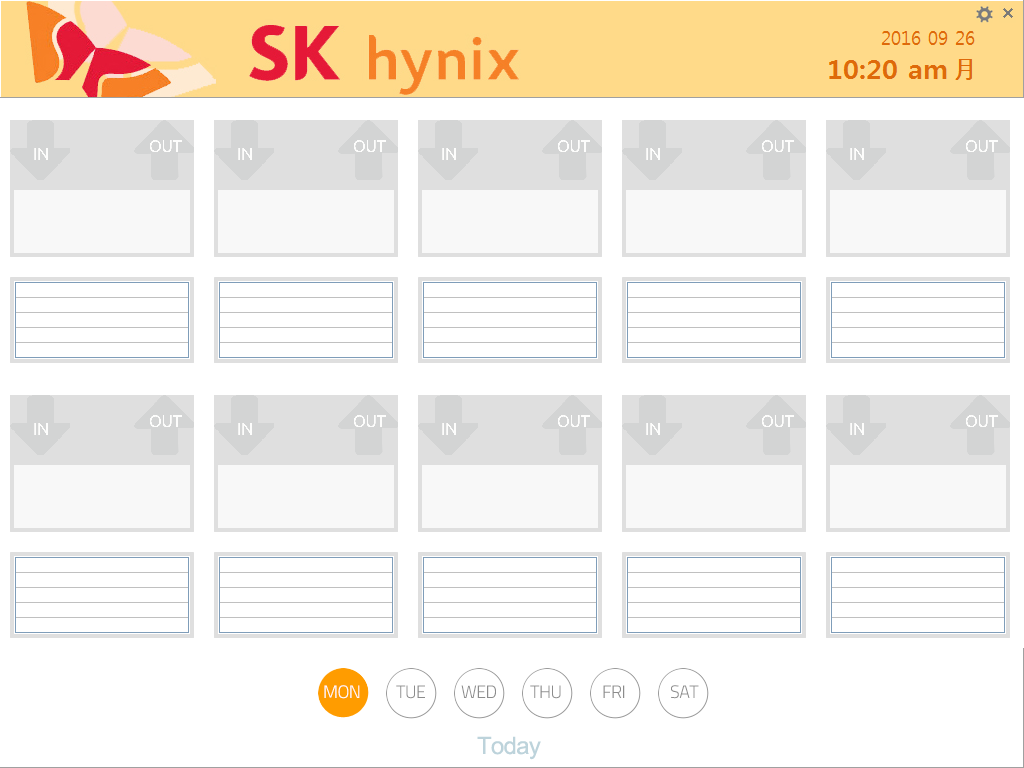 SK hynix
2016 09 26
10:20 am 月
IN OUT IN OUT IN OUT IN OUT IN OUT
IN OUT IN OUT IN OUT IN OUT IN OUT
MON TUE WED THU FRI SAT
Today